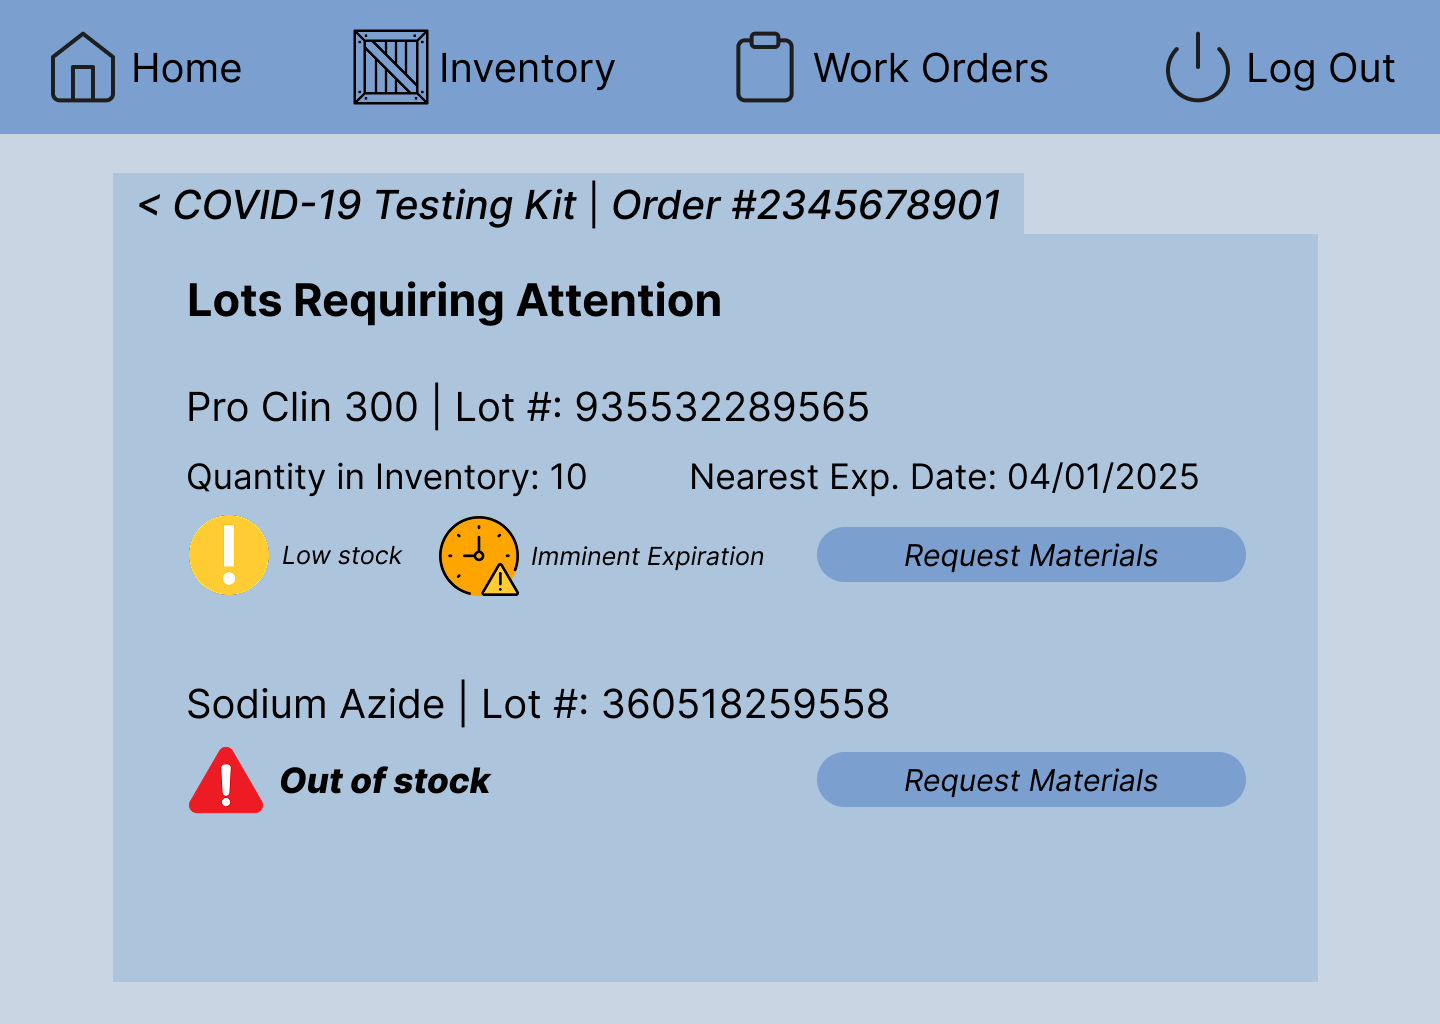 Home Inventory Work Orders Log Out
< COVID-19 Testing Kit | Order #2345678901
Lots Requiring Attention
Pro Clin 300 | Lot #: 935532289565
Quantity in Inventory: 10 Nearest Exp. Date: 04/01/2025
Low stock Imminent Expiration Request Materials
Sodium Azide | Lot #: 360518259558
Out of stock Request Materials